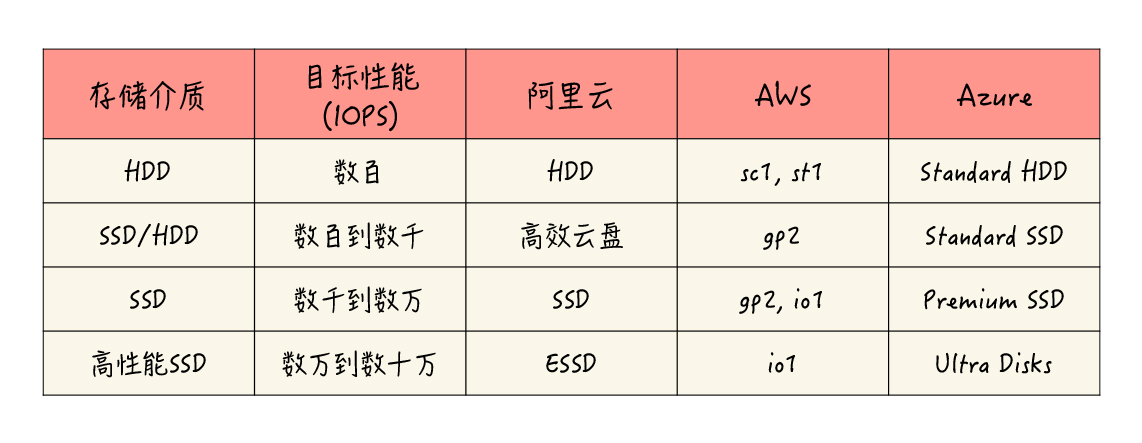 存储介质
目标性能
(IOPS)
阿里云
AWS
Azure
HDD
数百
HDD
sc1, st1
Standard HDD
SSD/HDD
数百到数千
高效云盘
gp2
Standard SSD
SSD
数千到数万
SSD
gp2, io1
Premium SSD
高性能SSD
数万到数十万
ESSD
io1
Ultra Disks